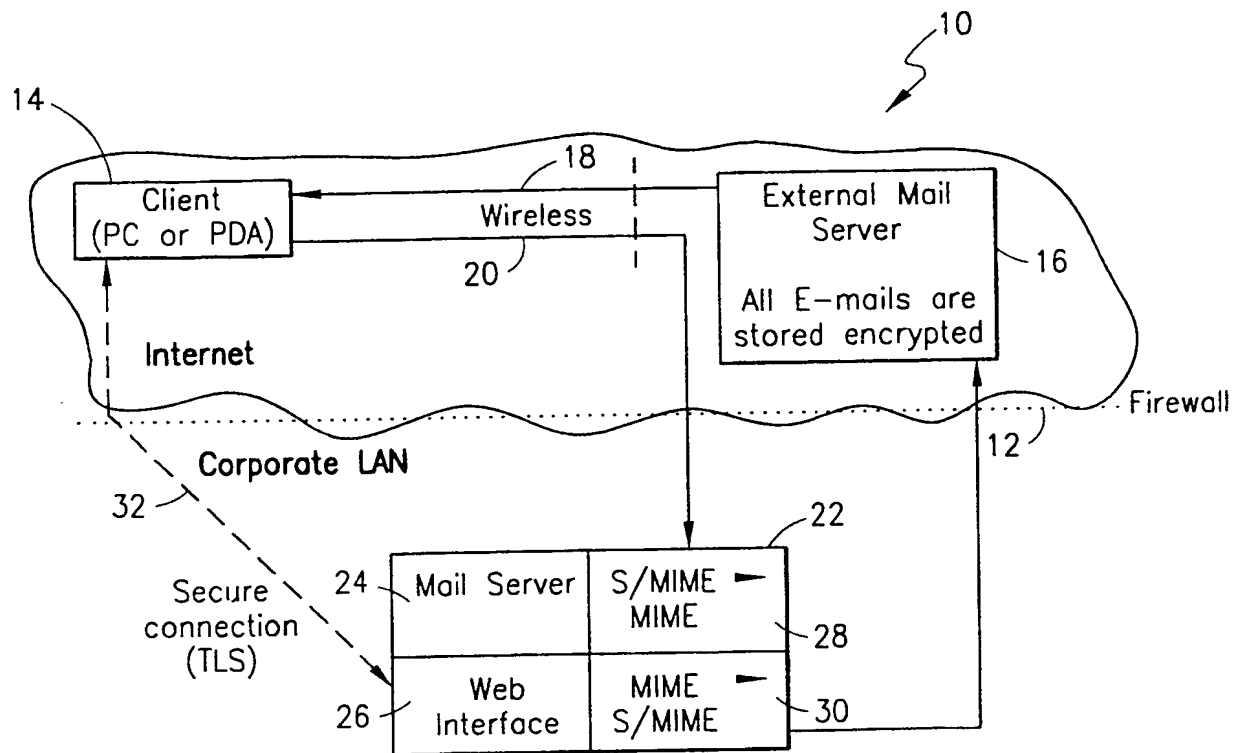 10
14
18
Client
(PC or PDA)
Wireless
20
External Mail
Server
16
All E-mails are
stored encrypted
Internet
Firewall
12
Corporate LAN
32
22
Secure
connection
(TLS)
24
Mail Server
S/MIME ►
MIME
28
26
Web
Interface
MIME ►
S/MIME
30